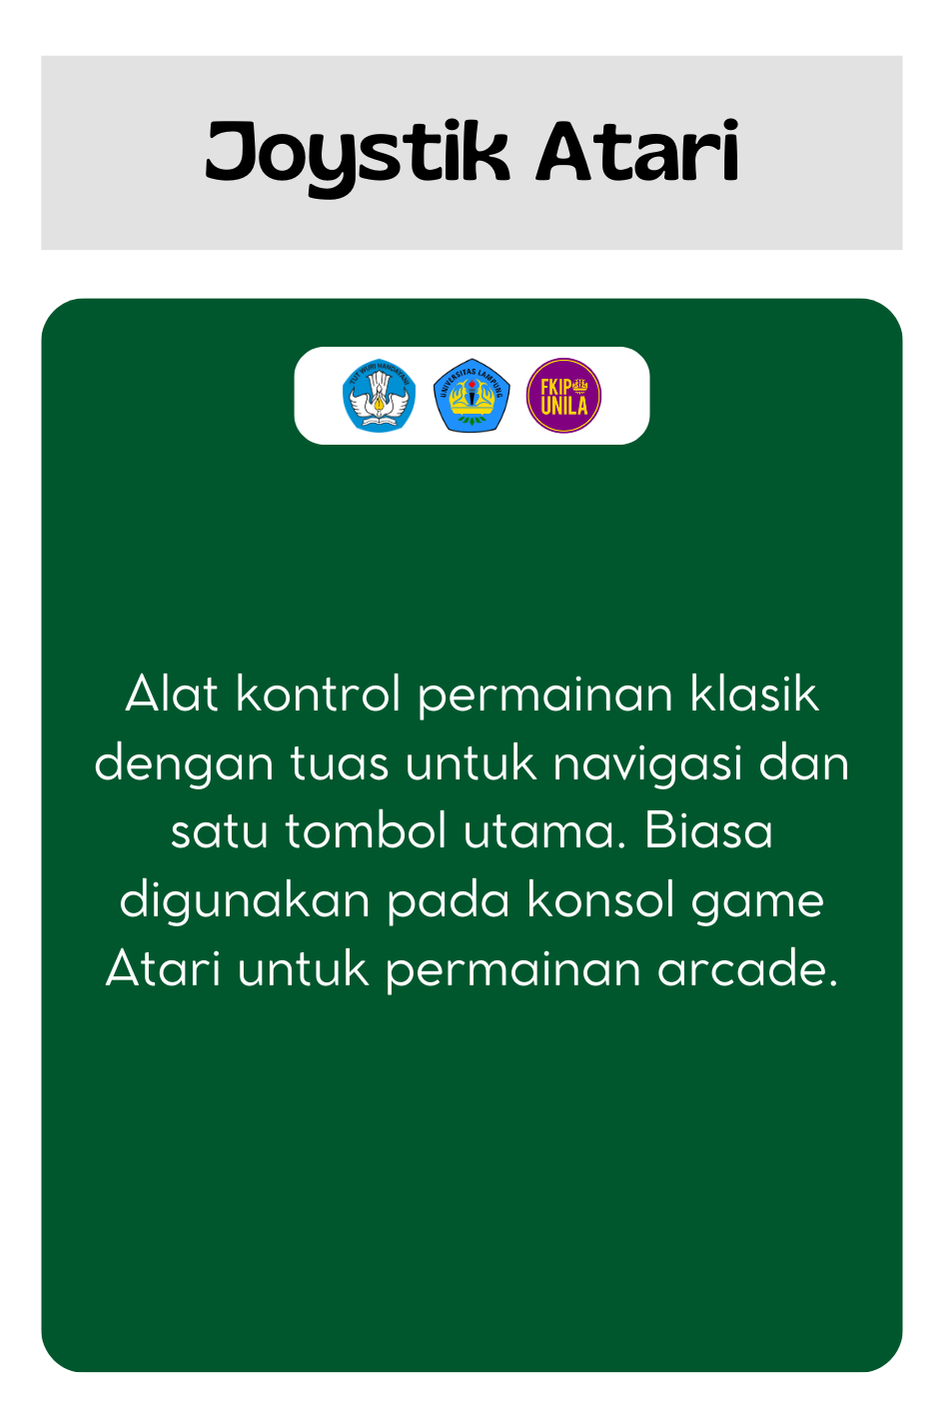 Joystik Atari
TUT WURI HANDAYANI
UNIVERSITAS LAMPUNG
FKIP
UNILA
Alat kontrol permainan klasik
dengan tuas untuk navigasi dan
satu tombol utama. Biasa
digunakan pada konsol game
Atari untuk permainan arcade.